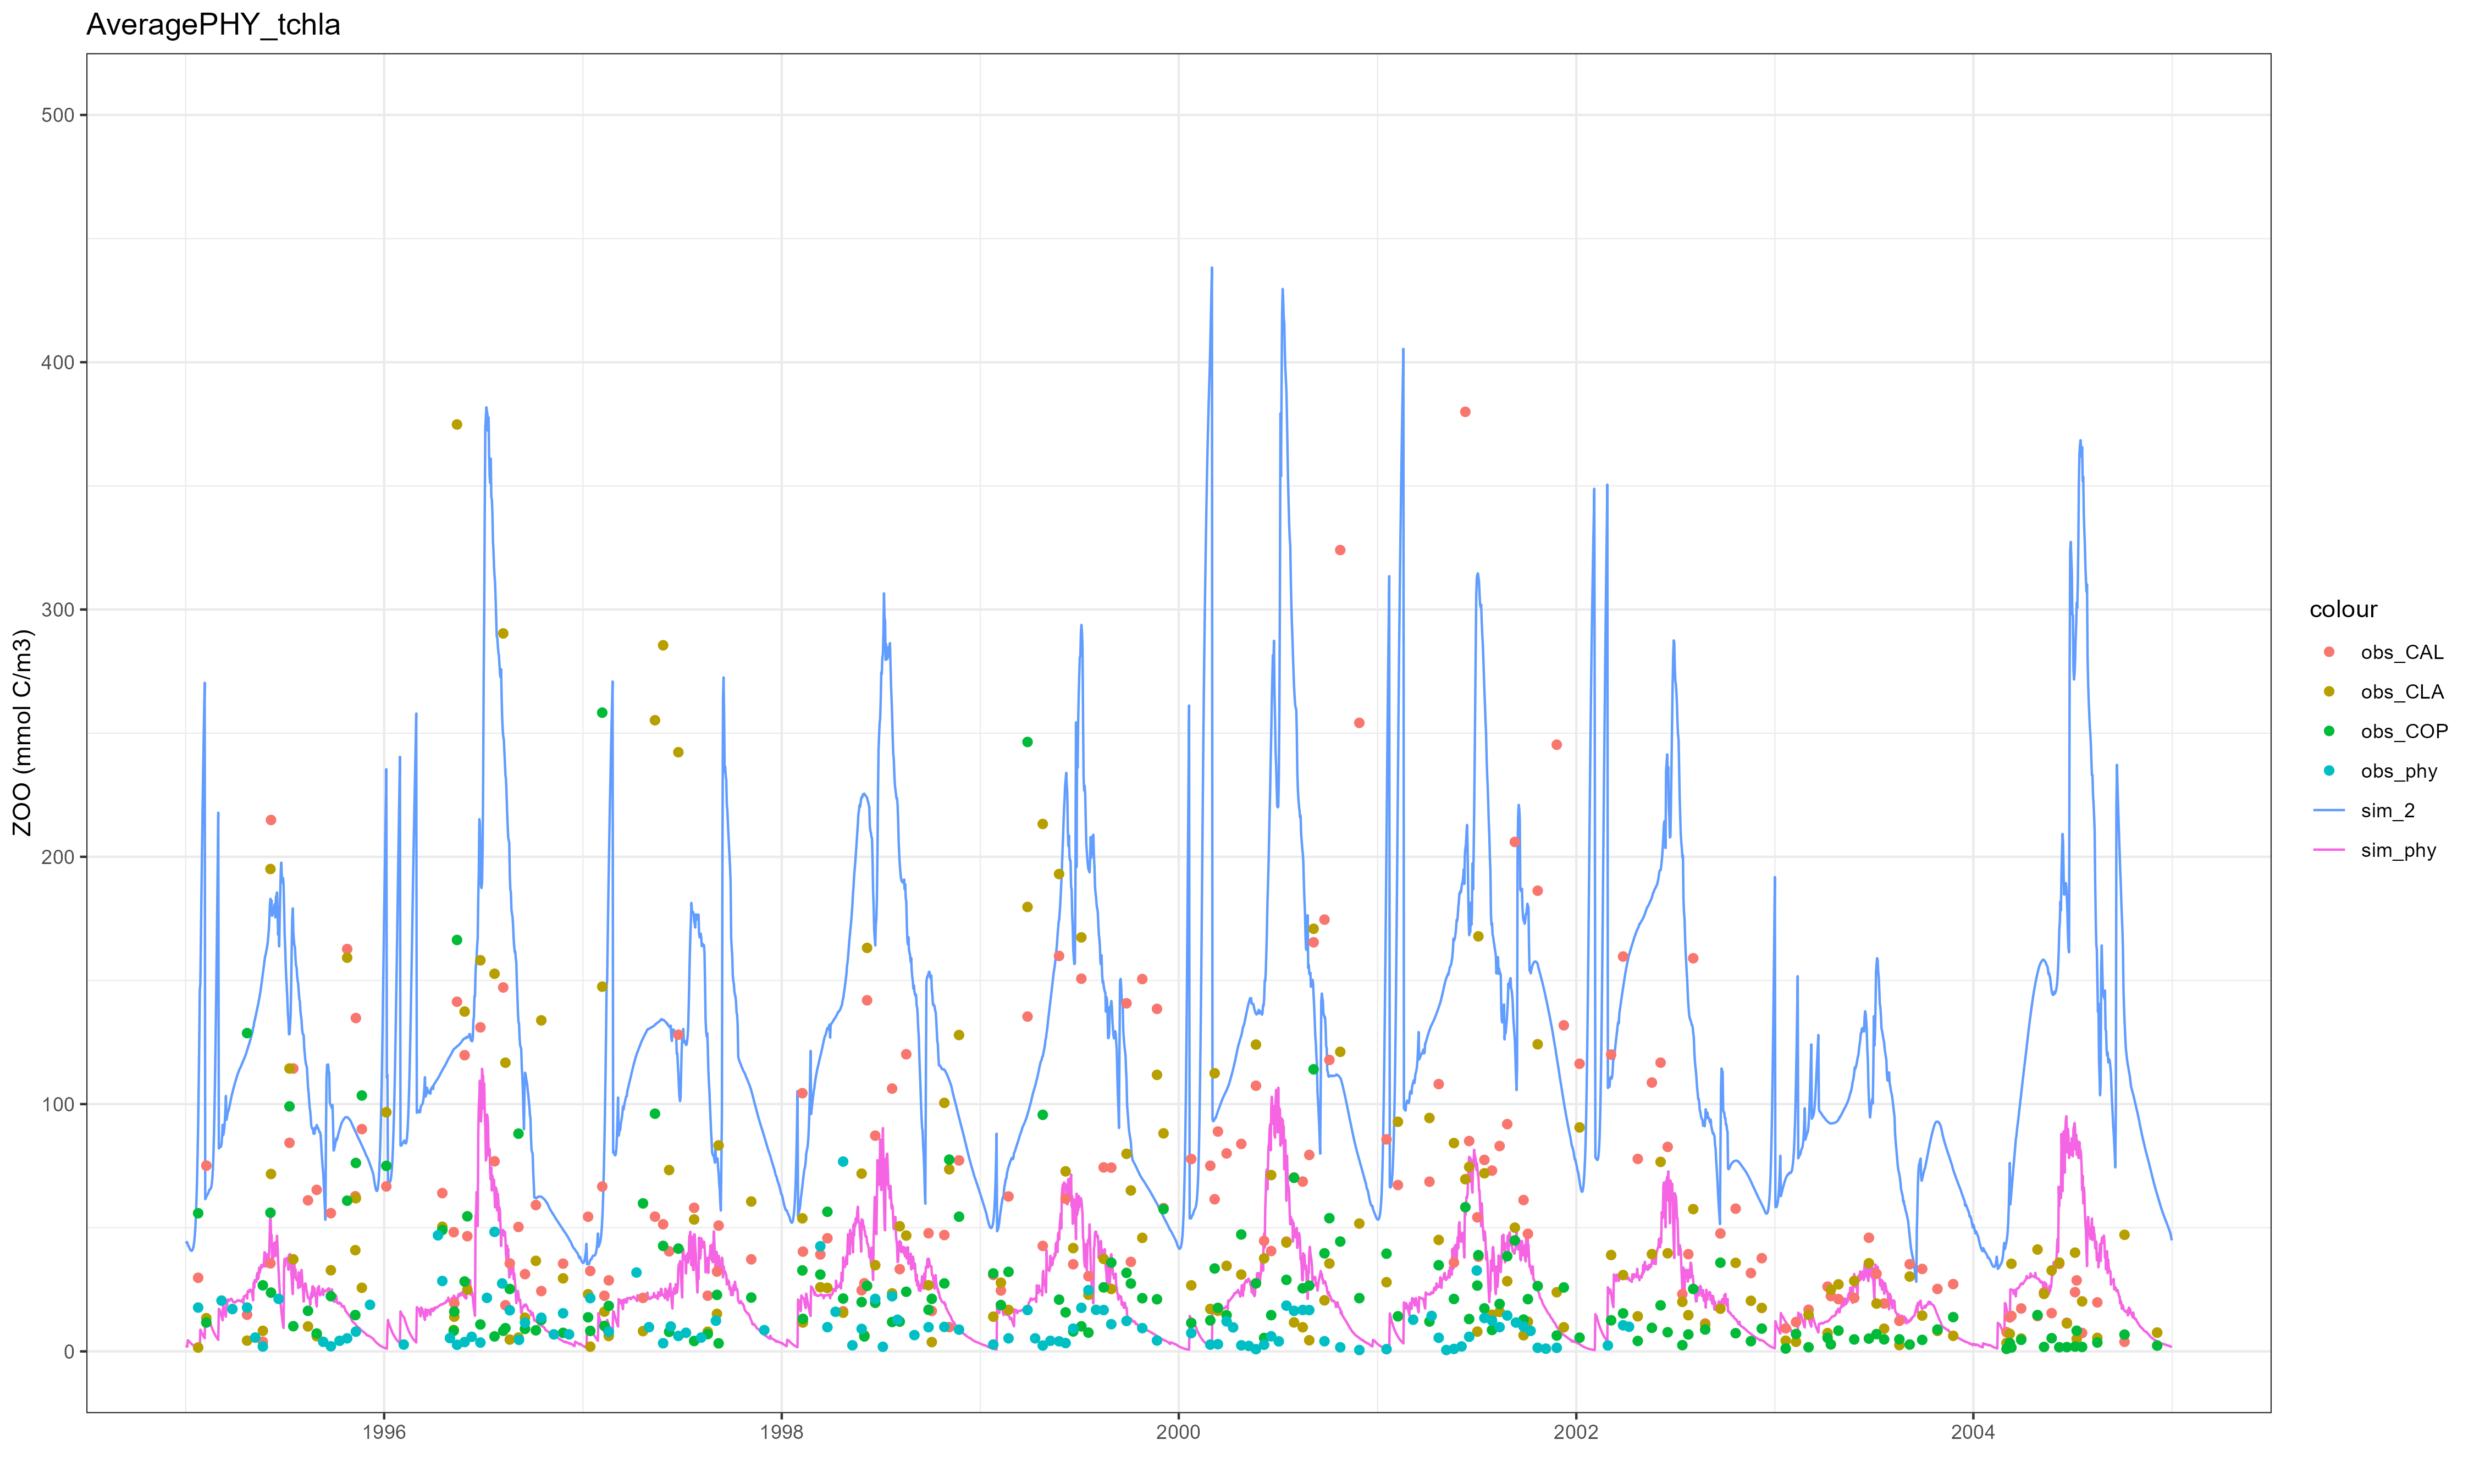 AveragePHY_tchla
ZOO (mmol C/m3)
500
400
300
200
100
0
1996
1998
2000
2002
2004
colour
obs_CAL
obs_CLA
obs_COP
obs_phy
sim_2
sim_phy